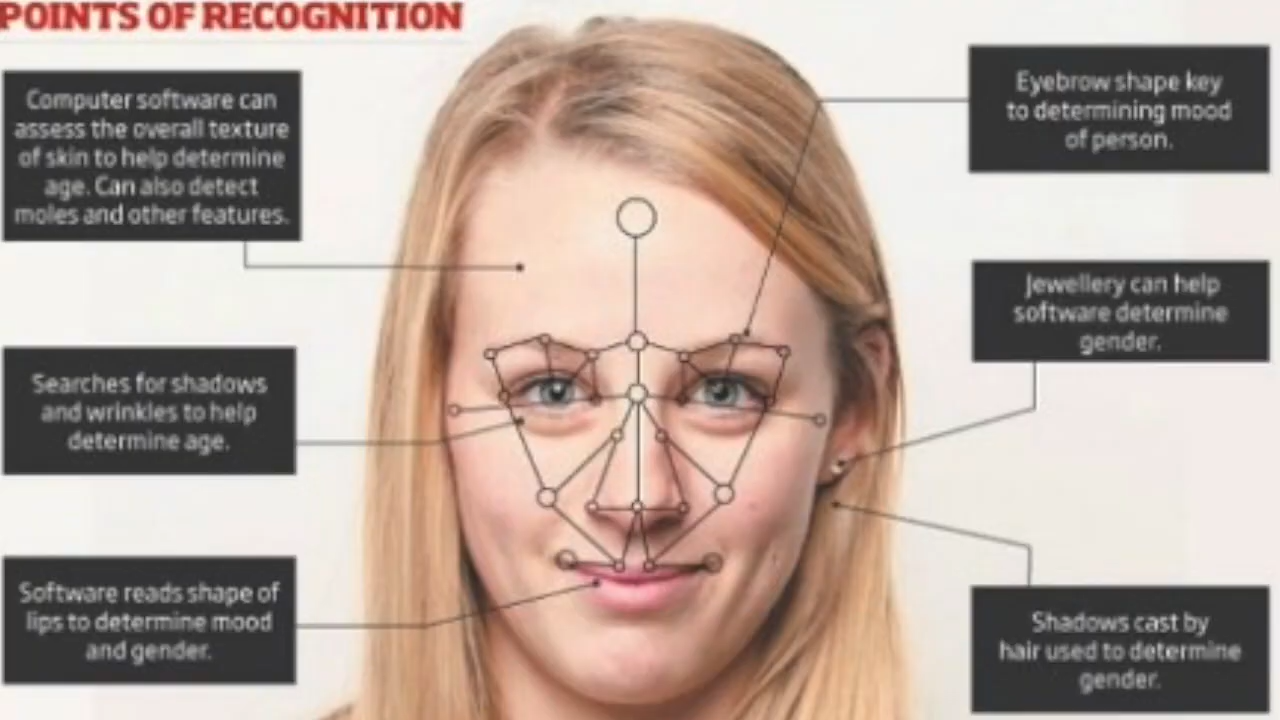 POINTS OF RECOGNITION
Computer software can
assess the overall texture
of skin to help determine
age. Can also detect
moles and other features.
Searches for shadows
and wrinkles to help
determine age.
Software reads shape of
lips to determine mood
and gender.
Eyebrow shape key
to determining mood
of person.
Jewellery can help
software determine
gender.
Shadows cast by
hair used to determine
gender.